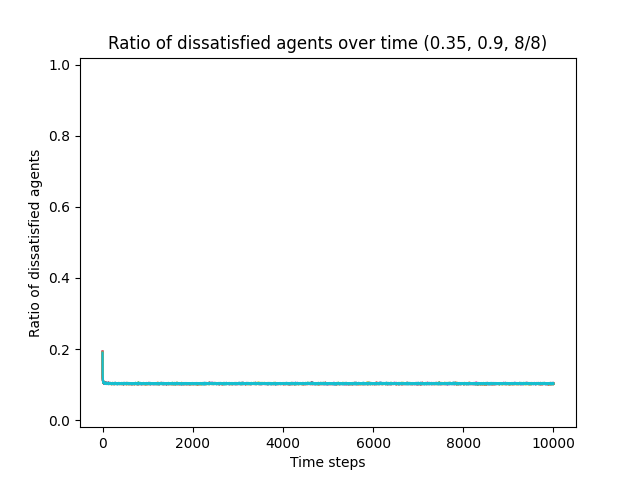 Ratio of dissatisfied agents over time (0.35, 0.9, 8/8)
1.0
0.8
0.6
0.4
0.2
0.0
Ratio of dissatisfied agents
0 2000 4000 6000 8000 10000
Time steps